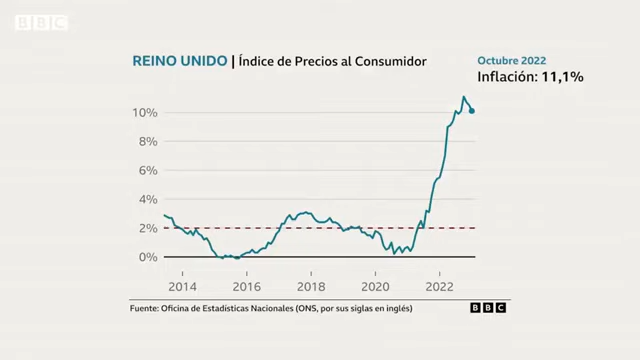 BBC
REINO UNIDO | Índice de Precios al Consumidor
Octubre 2022
Inflación: 11,1%
10%
8%
6%
4%
2%
0%
2014 2016 2018 2020 2022
Fuente: Oficina de Estadísticas Nacionales (ONS, por sus siglas en inglés)
BBC